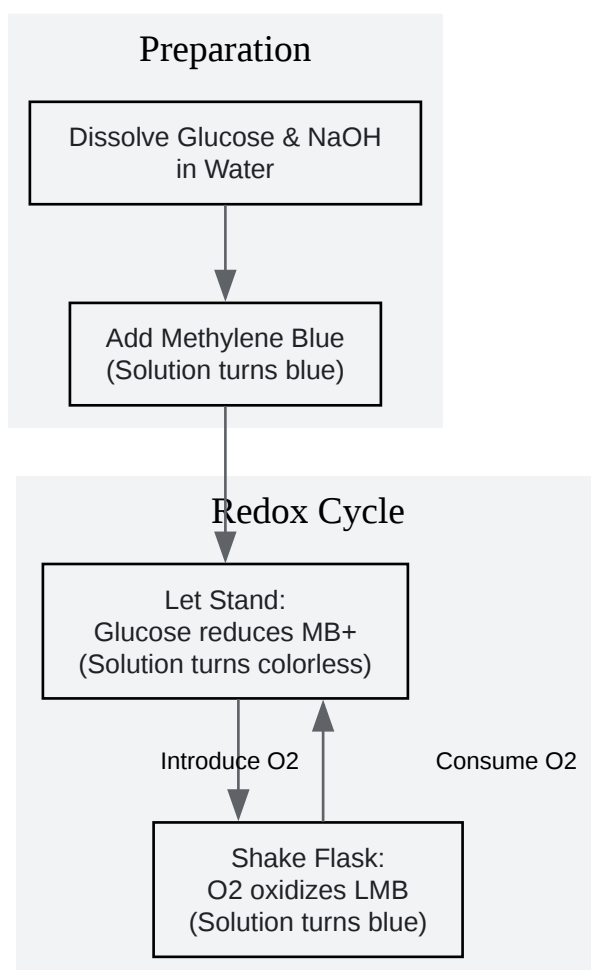 Preparation
Dissolve Glucose & NaOH
in Water
Add Methylene Blue
(Solution turns blue)
Redox Cycle
Let Stand:
Glucose reduces MB+
(Solution turns colorless)
Introduce O2
Consume O2
Shake Flask:
O2 oxidizes LMB
(Solution turns blue)